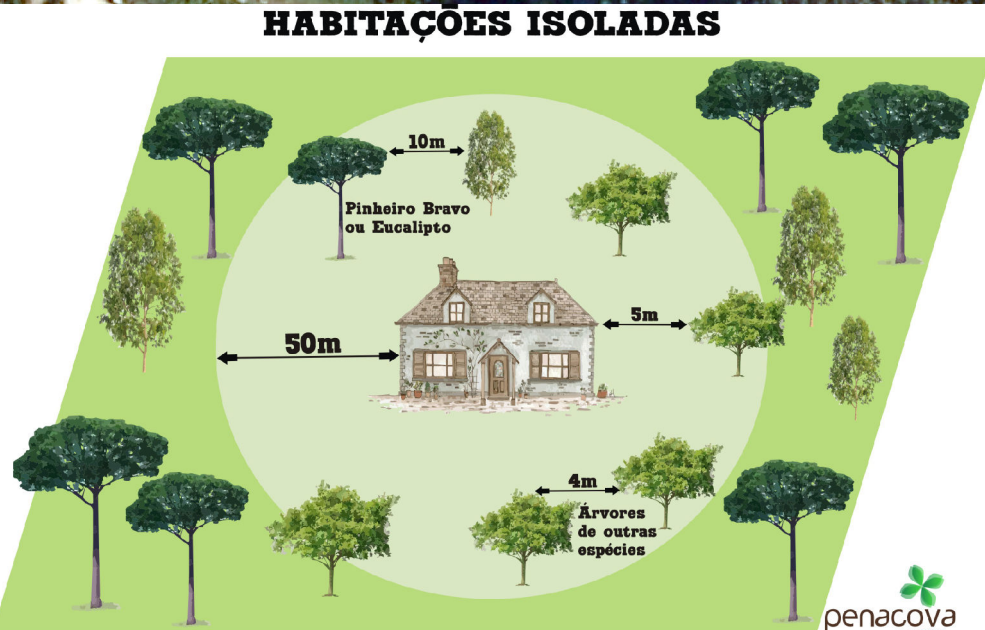 HABITAÇÕES ISOLADAS
10m
Pinheiro Bravo
ou Eucalipto
5m
50m
4m
Árvores
de outras
espécies
penacova